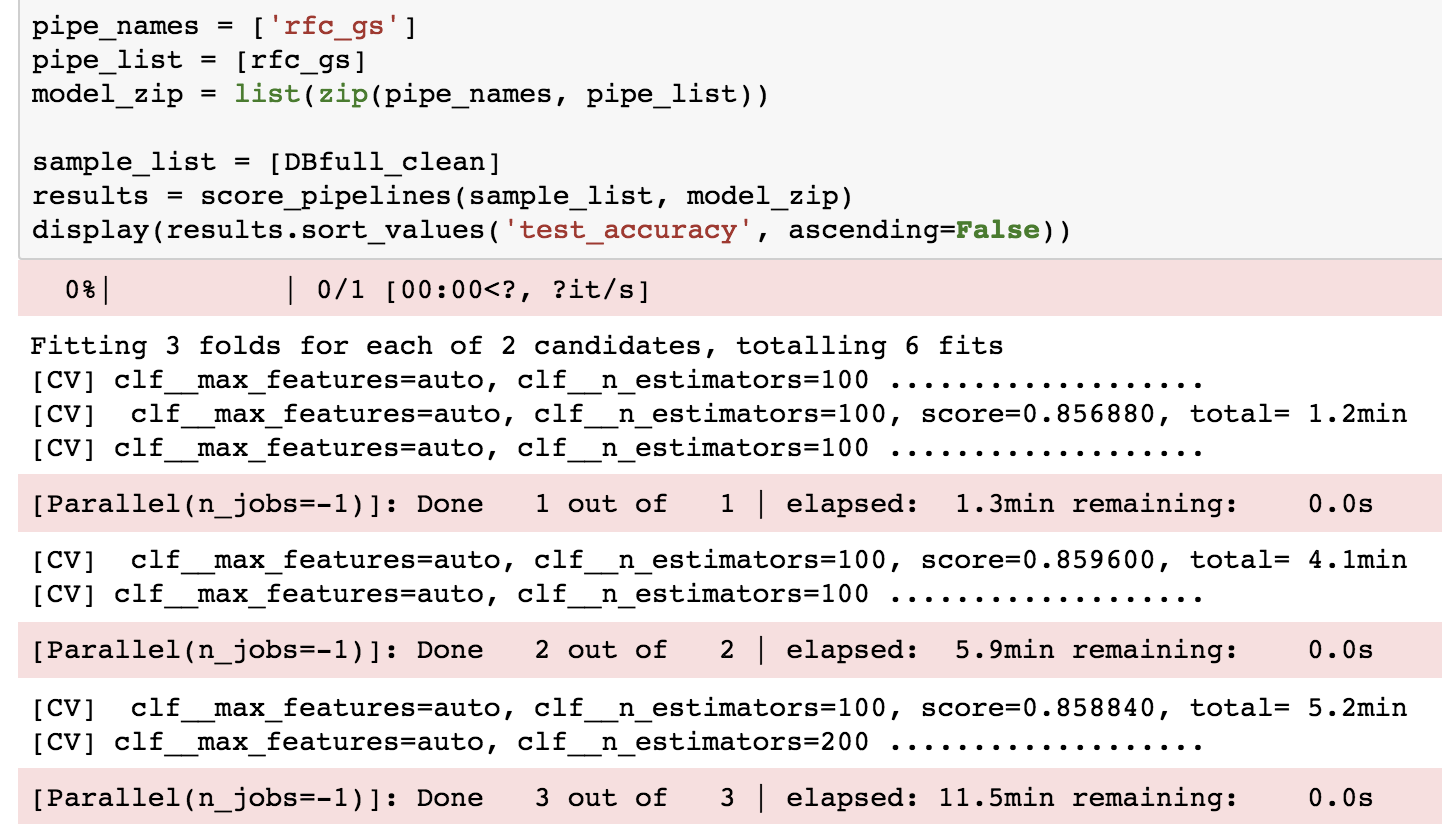 pipe_names = ['rfc_gs']
pipe_list = [rfc_gs]
model_zip = list(zip(pipe_names, pipe_list))
sample_list = [DBfull_clean]
results = score_pipelines(sample_list, model_zip)
display(results.sort_values('test_accuracy', ascending=False))
0%|          | 0/1 [00:00<?, ?it/s]
Fitting 3 folds for each of 2 candidates, totalling 6 fits
[CV] clf__max_features=auto, clf__n_estimators=100 ...................
[CV]  clf__max_features=auto, clf__n_estimators=100, score=0.856880, total= 1.2min
[CV] clf__max_features=auto, clf__n_estimators=100 ...................
[Parallel(n_jobs=-1)]: Done   1 out of   1 | elapsed:  1.3min remaining:    0.0s
[CV]  clf__max_features=auto, clf__n_estimators=100, score=0.859600, total= 4.1min
[CV] clf__max_features=auto, clf__n_estimators=100 ...................
[Parallel(n_jobs=-1)]: Done   2 out of   2 | elapsed:  5.9min remaining:    0.0s
[CV]  clf__max_features=auto, clf__n_estimators=100, score=0.858840, total= 5.2min
[CV] clf__max_features=auto, clf__n_estimators=200 ...................
[Parallel(n_jobs=-1)]: Done   3 out of   3 | elapsed: 11.5min remaining:    0.0s